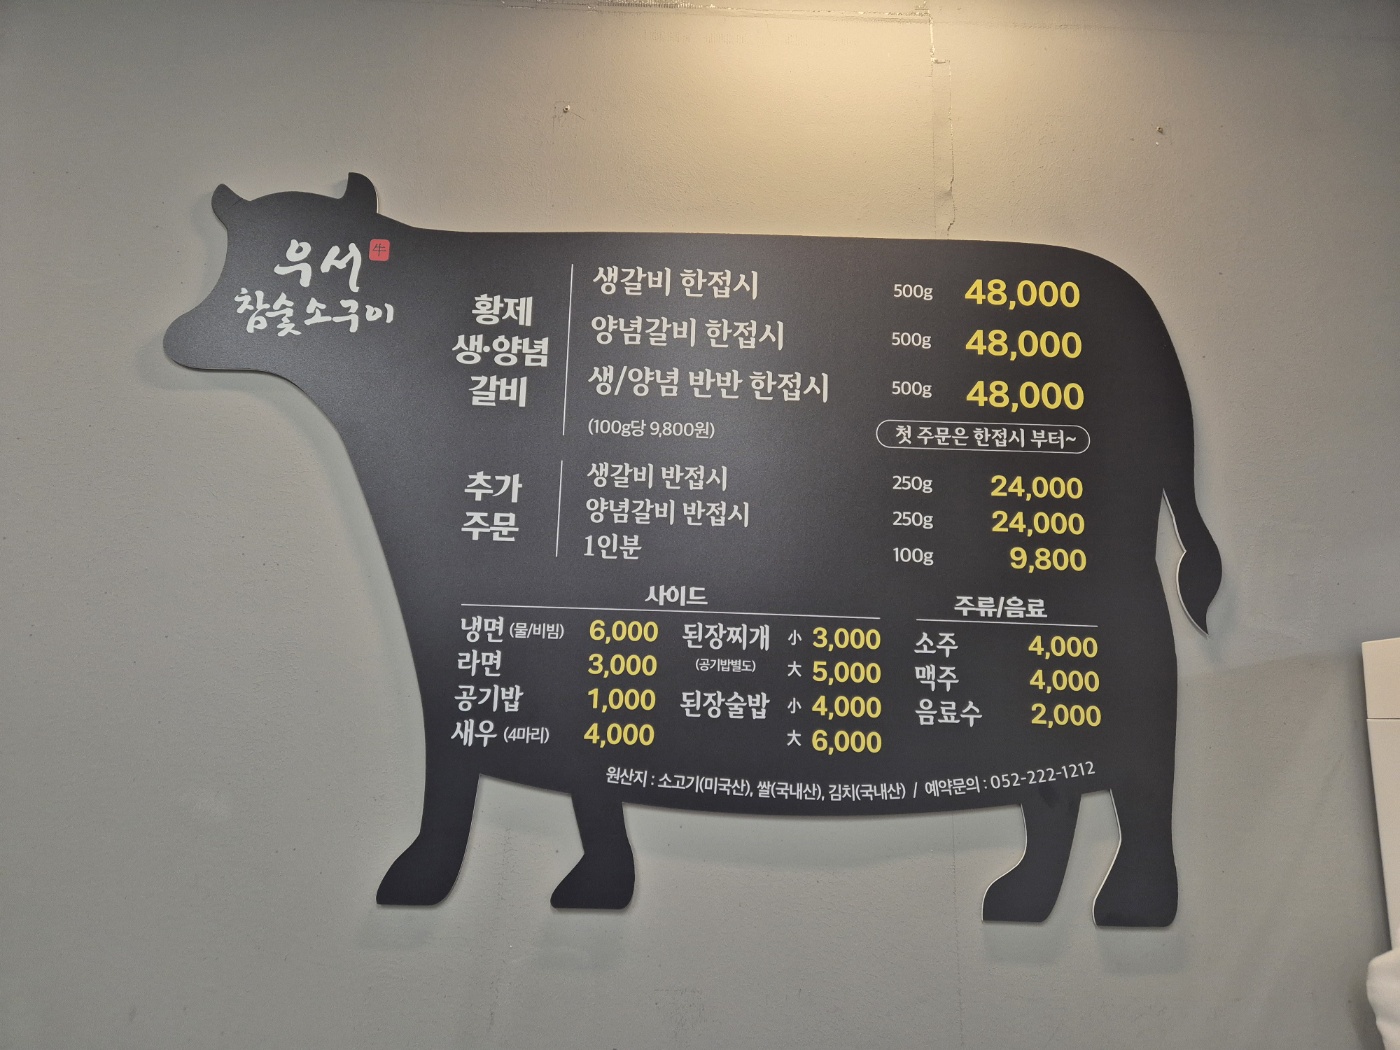 우서 牛
참숯소구이
황제
생·양념
갈비
생갈비 한접시 500g 48,000
양념갈비 한접시 500g 48,000
생/양념 반반 한접시 500g 48,000
(100g당 9,800원)
첫 주문은 한접시 부터~
추가
주문
생갈비 반접시 250g 24,000
양념갈비 반접시 250g 24,000
1인분 100g 9,800
사이드
냉면 (물/비빔) 6,000
라면 3,000
공기밥 1,000
새우 (4마리) 4,000
된장찌개 小 3,000
(공기밥별도) 大 5,000
된장술밥 小 4,000
大 6,000
주류/음료
소주 4,000
맥주 4,000
음료수 2,000
원산지 : 소고기(미국산), 쌀(국내산), 김치(국내산) / 예약문의 : 052-222-1212